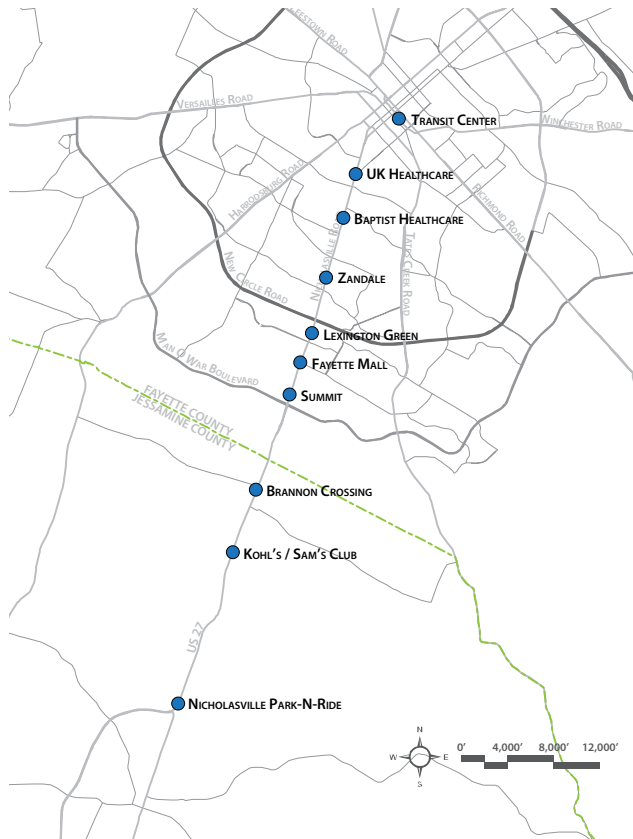 Leestown Road
Versailles Road
Transit Center
Winchester Road
UK Healthcare
Harrodsburg Road
Richmond Road
Baptist Healthcare
Nicholasville Road
Tates Creek Road
New Circle Road
Zandale
Lexington Green
Man O War Boulevard
Fayette Mall
Summit
FAYETTE COUNTY
JESSAMINE COUNTY
Brannon Crossing
Kohl's / Sam's Club
US 27
Nicholasville Park-N-Ride
N
W E
S
0' 4,000' 8,000' 12,000'